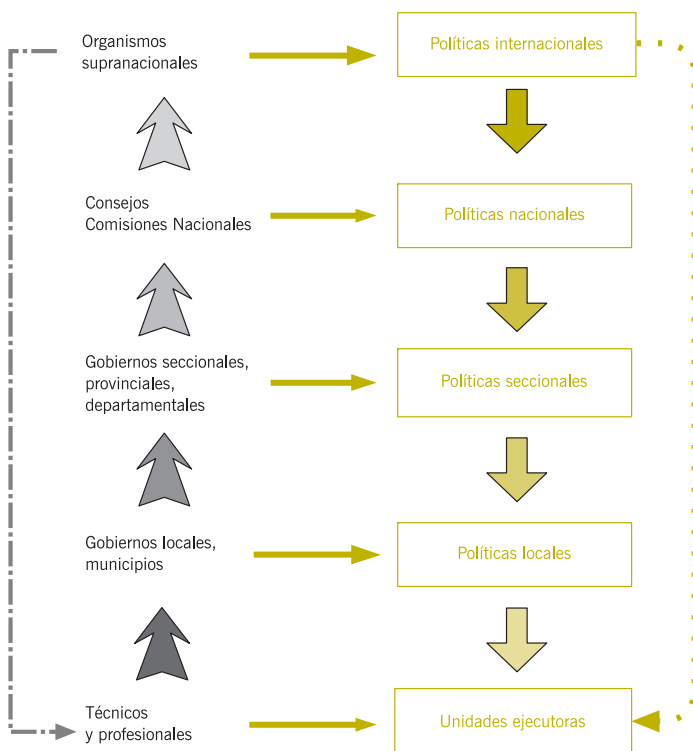 Organismos
supranacionales
Políticas internacionales
Consejos
Comisiones Nacionales
Políticas nacionales
Gobiernos seccionales,
provinciales,
departamentales
Políticas seccionales
Gobiernos locales,
municipios
Políticas locales
Técnicos
y profesionales
Unidades ejecutoras